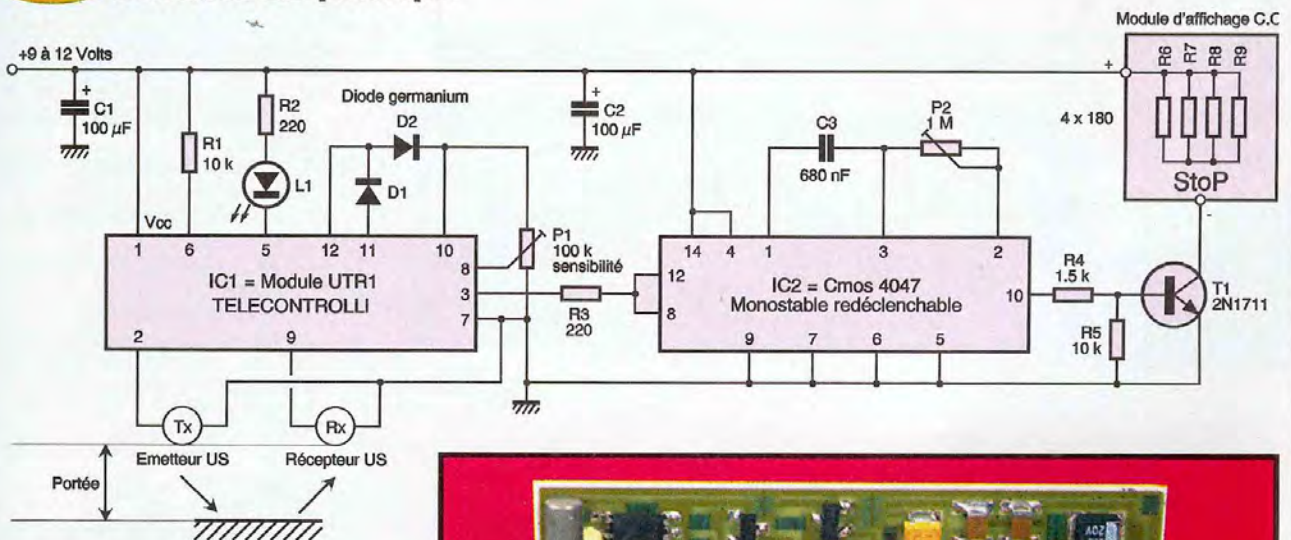 Module d'affichage C.C
+9 à 12 Volts
+
C1
100 µF
R1
10 k
R2
220
L1
Diode germanium
D2
D1
+
C2
100 µF
C3
680 nF
P2
1 M
+
4 x 180
R6 R7 R8 R9
StoP
-
Vcc
1 6 5 12 11 10
8
3
7
2 9
IC1 = Module UTR1
TELECONTROLLI
P1
100 k
sensibilité
R3
220
14 4 1 3 2
12
8
10
9 7 6 5
IC2 = Cmos 4047
Monostable redéclenchable
R4
1.5 k
R5
10 k
T1
2N1711
Tx
Rx
Emetteur US
Récepteur US
Portée
20V